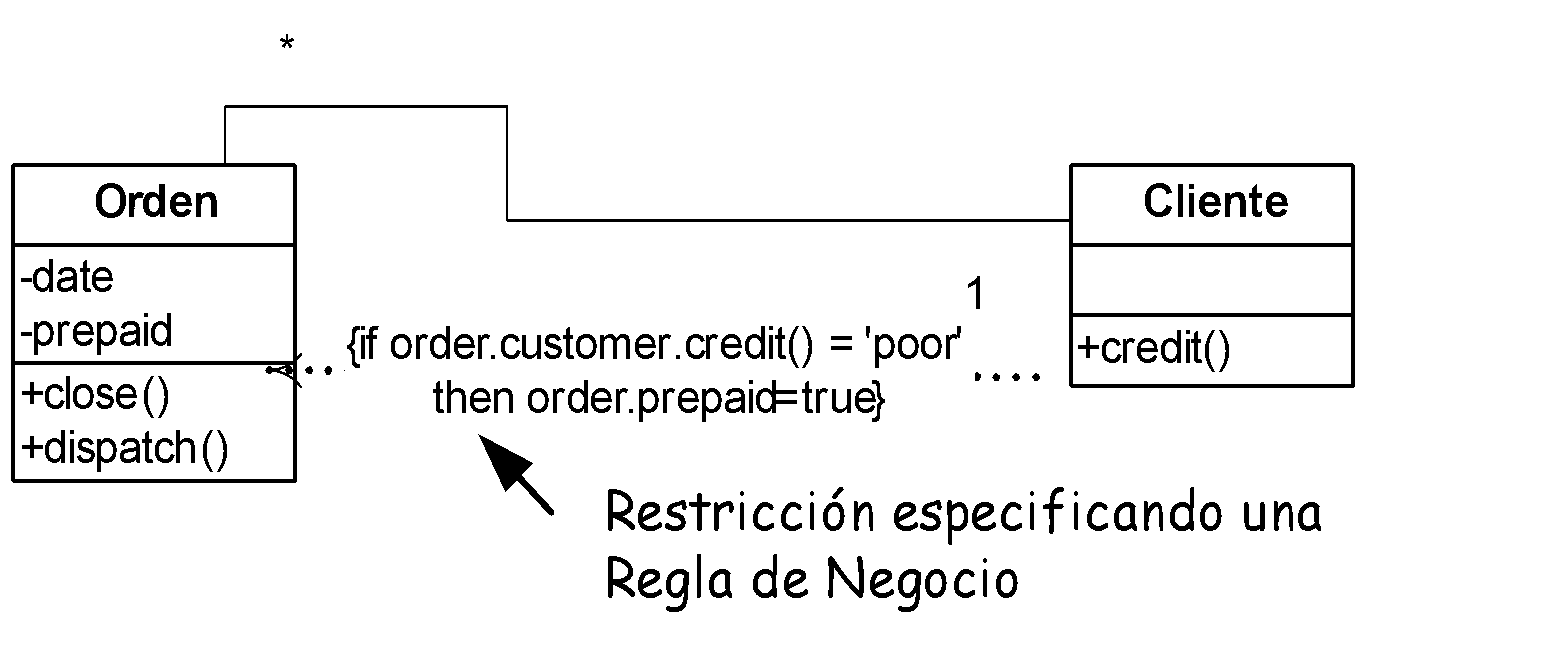 *
Orden
-date
-prepaid
+close()
+dispatch()
Cliente
+credit()
1
{if order.customer.credit() = 'poor'
then order.prepaid=true}
Restricción especificando una
Regla de Negocio